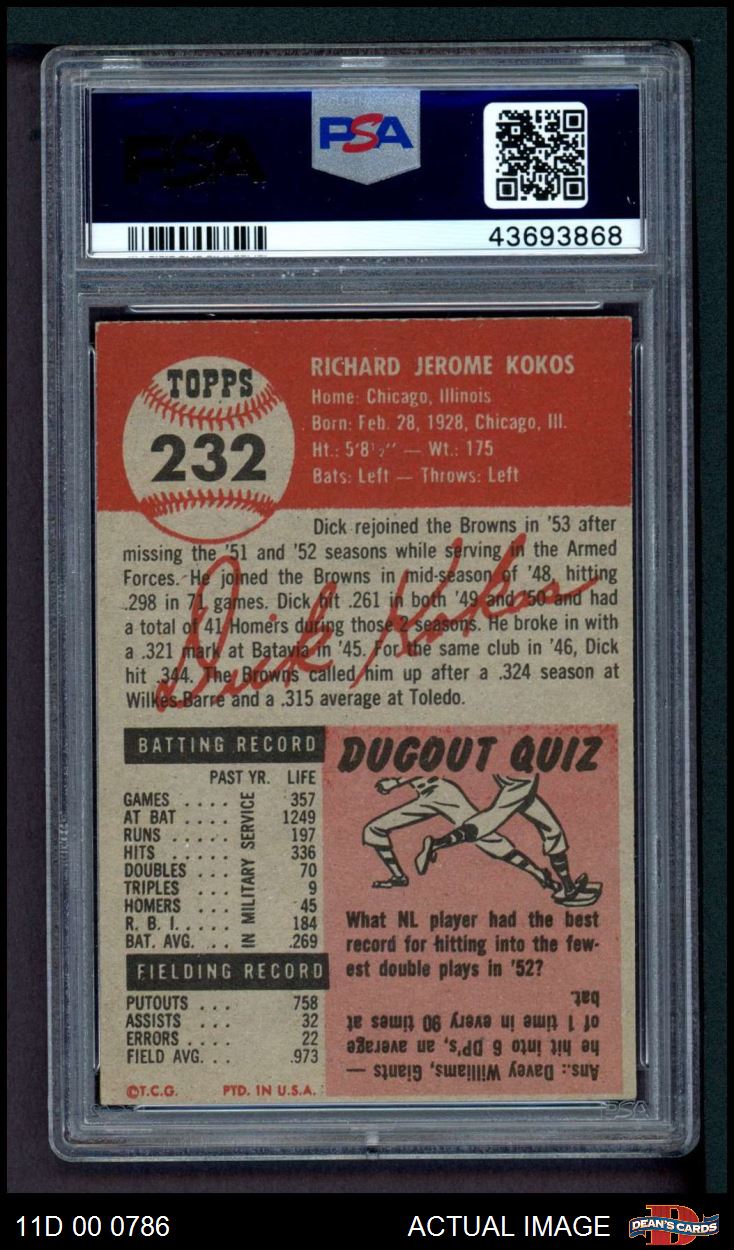 PSA
PSA
43693868
TOPPS
232
RICHARD JEROME KOKOS
Home: Chicago, Illinois
Born: Feb. 28, 1928, Chicago, Ill.
Ht.: 5'8½" — Wt.: 175
Bats: Left — Throws: Left
Dick rejoined the Browns in '53 after
missing the '51 and '52 seasons while serving in the Armed
Forces. He joined the Browns in mid-season of '48, hitting
.298 in 71 games. Dick hit .261 in both '49 and '50 and had
a total of 41 Homers during those 2 seasons. He broke in with
a .321 mark at Batavia in '45. For the same club in '46, Dick
hit .344. The Browns called him up after a .324 season at
Wilkes-Barre and a .315 average at Toledo.
Dick Kokos
BATTING RECORD
PAST YR. LIFE
GAMES .... 357
AT BAT .... 1249
RUNS .... 197
HITS ..... 336
DOUBLES .... 70
TRIPLES ... 9
HOMERS ... 45
R. B. I..... 184
BAT. AVG. ... .269
IN MILITARY SERVICE
FIELDING RECORD
PUTOUTS ... 758
ASSISTS ... 32
ERRORS .... 22
FIELD AVG... .973
©T.C.G. PTD. IN U.S.A.
DUGOUT QUIZ
What NL player had the best
record for hitting into the few-
est double plays in '52?
Ans.: Davey Williams, Giants, —
he hit into 6 DP's, an average
of 1 time in every 90 times at
bat.
PSA
11D 00 0786
ACTUAL IMAGE
D
DEAN'S CARDS